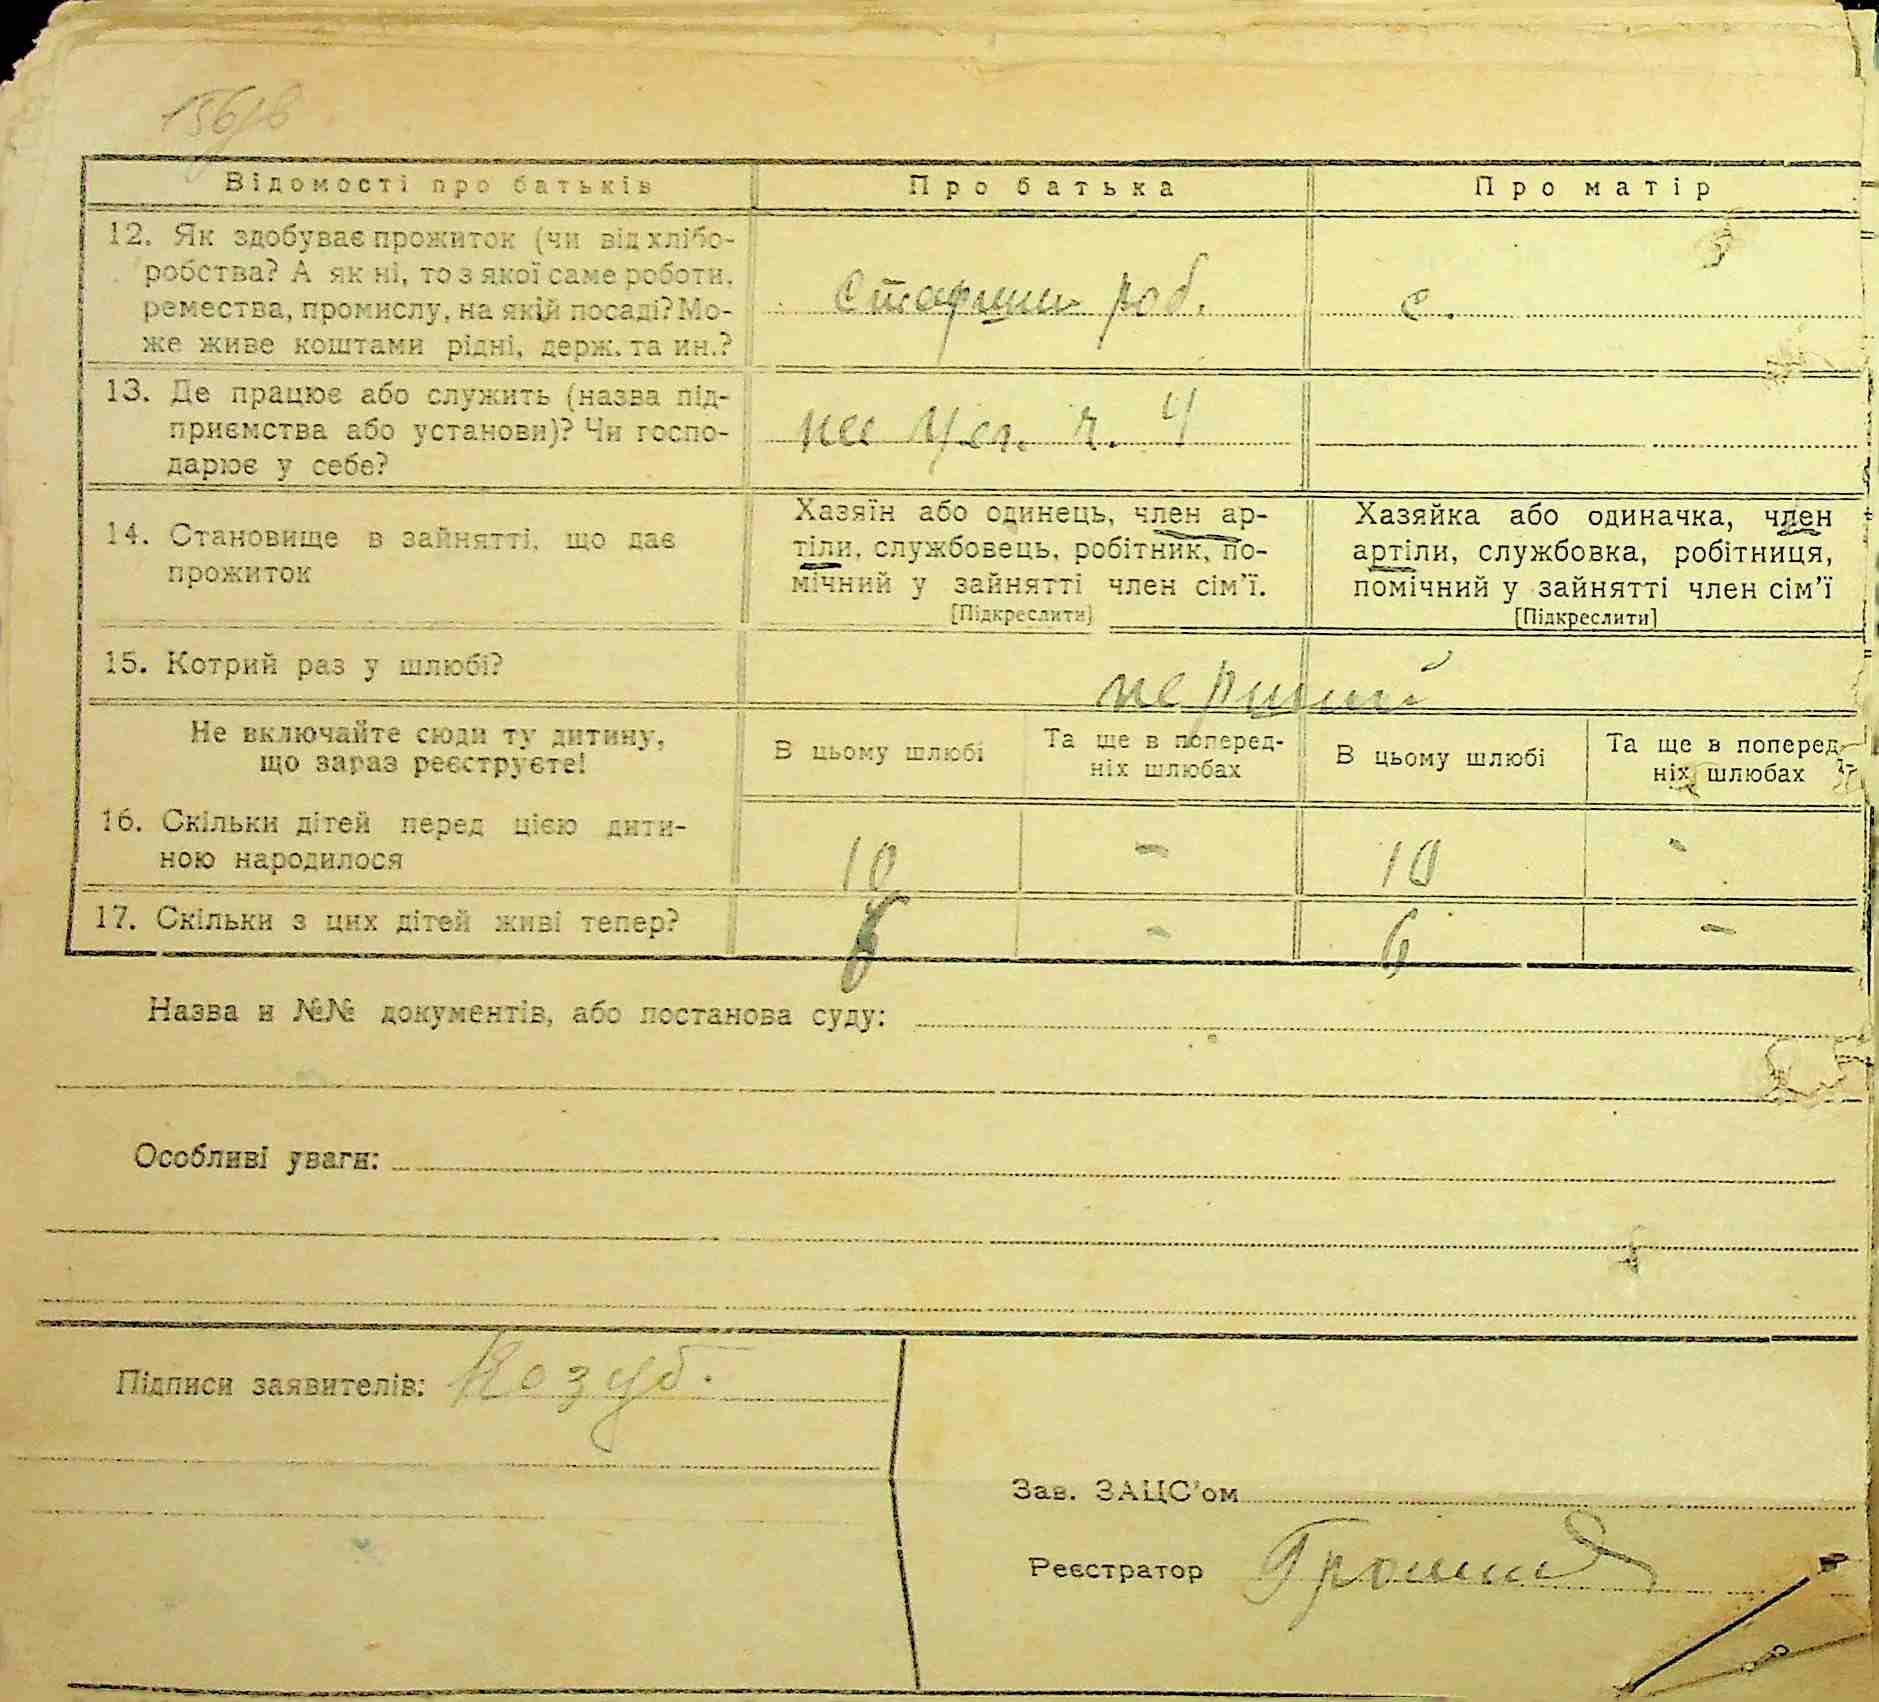 Відомості про батьків
Про батька
Про матір
12. Як здобуває прожиток (чи від хлібо-
робства? А як ні, то з якої саме роботи,
ремества, промислу, на якій посаді? Мо-
же живе коштами рідні, держ. та ин.?
роб.
13. Де працює або служить (назва під-
приємства або установи)? Чи госпо-
дарює у себе?
ч. 4
14. Становище в зайнятті, що дає
прожиток
Хазяїн або одинець, член ар-
тіли, службовець, робітник, по-
мічний у зайнятті член сім’ї.
[Підкреслити]
Хазяйка або одиначка, член
артіли, службовка, робітниця,
помічний у зайнятті член сім’ї
[Підкреслити]
15. Котрий раз у шлюбі?
перший
Не включайте сюди ту дитину,
що зараз реєструєте!
В цьому шлюбі
Та ще в поперед-
ніх шлюбах
В цьому шлюбі
Та ще в поперед-
ніх шлюбах
16. Скільки дітей перед цією дити-
ною народилося
10 - 10 -
17. Скільки з цих дітей живі тепер?
- 6 -
Назва и №№ документів, або постанова суду:
Особливі уваги:
Підписи заявителів: Козуб.
Зав. ЗАЦС’ом
Реєстратор